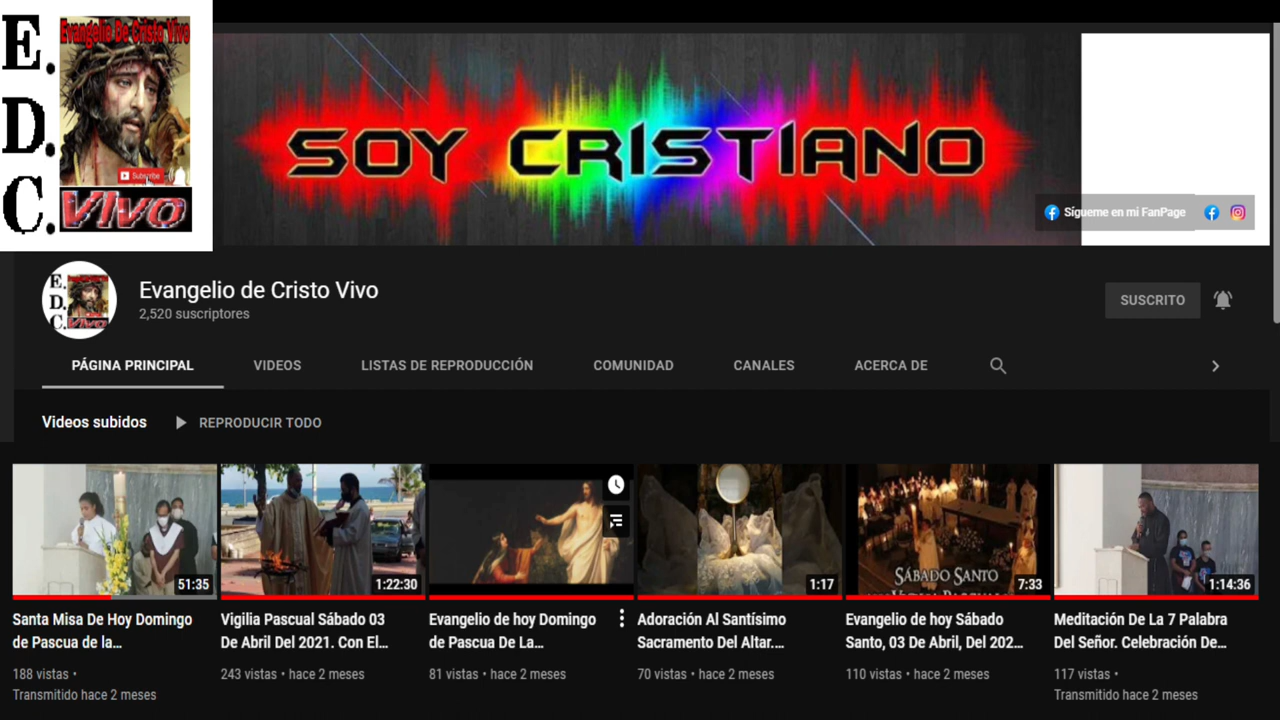 E.
D.
C.
Evangelio De Cristo Vivo
Subscribe
VIvo
SOY CRISTIANO
Sígueme en mi FanPage
Evangelio de Cristo Vivo
2,520 suscriptores
SUSCRITO
PÁGINA PRINCIPAL
VIDEOS
LISTAS DE REPRODUCCIÓN
COMUNIDAD
CANALES
ACERCA DE
Videos subidos
REPRODUCIR TODO
51:35
1:22:30
1:17
SÁBADO SANTO
7:33
1:14:36
Santa Misa De Hoy Domingo
de Pascua de la...
188 vistas •
Transmitido hace 2 meses
Vigilia Pascual Sábado 03
De Abril Del 2021. Con El...
243 vistas • hace 2 meses
Evangelio de hoy Domingo
de Pascua De La...
81 vistas • hace 2 meses
Adoración Al Santísimo
Sacramento Del Altar....
70 vistas • hace 2 meses
Evangelio de hoy Sábado
Santo, 03 De Abril, Del 202...
110 vistas • hace 2 meses
Meditación De La 7 Palabra
Del Señor. Celebración De...
117 vistas •
Transmitido hace 2 meses